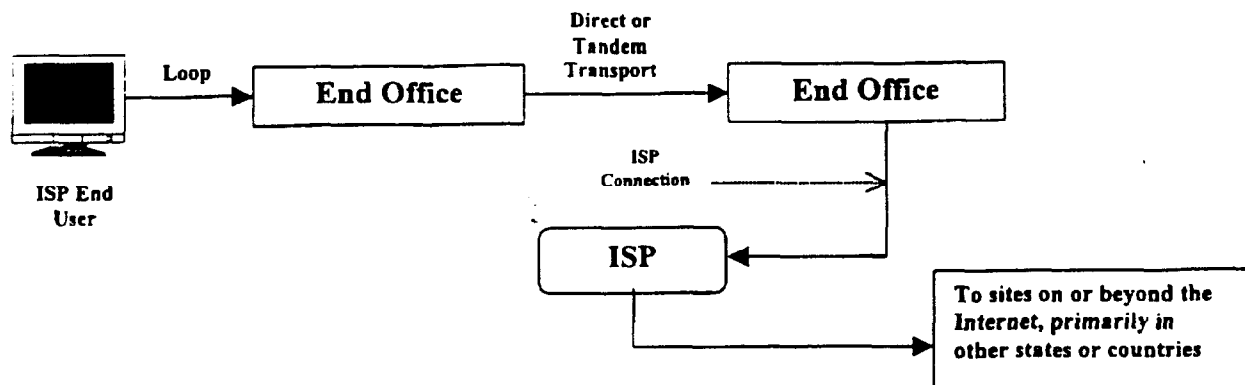 Direct or
Tandem
Transport
Loop
End Office
End Office
ISP End
User
ISP
Connection
ISP
To sites on or beyond the
Internet, primarily in
other states or countries